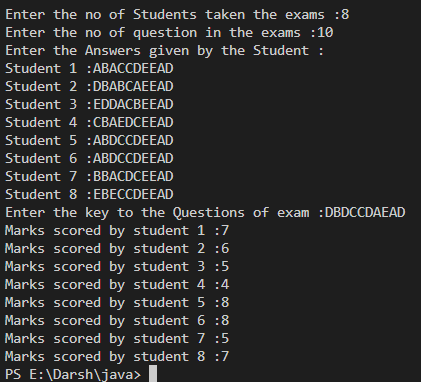 Enter the no of Students taken the exams :8
Enter the no of question in the exams :10
Enter the Answers given by the Student :
Student 1 :ABACCDEEAD
Student 2 :DBABCAEEAD
Student 3 :EDDACBEEAD
Student 4 :CBAEDCEEAD
Student 5 :ABDCCDEEAD
Student 6 :ABDCCDEEAD
Student 7 :BBACDCEEAD
Student 8 :EBECCDEEAD
Enter the key to the Questions of exam :DBDCCDAEAD
Marks scored by student 1 :7
Marks scored by student 2 :6
Marks scored by student 3 :5
Marks scored by student 4 :4
Marks scored by student 5 :8
Marks scored by student 6 :8
Marks scored by student 7 :5
Marks scored by student 8 :7
PS E:\Darsh\java>